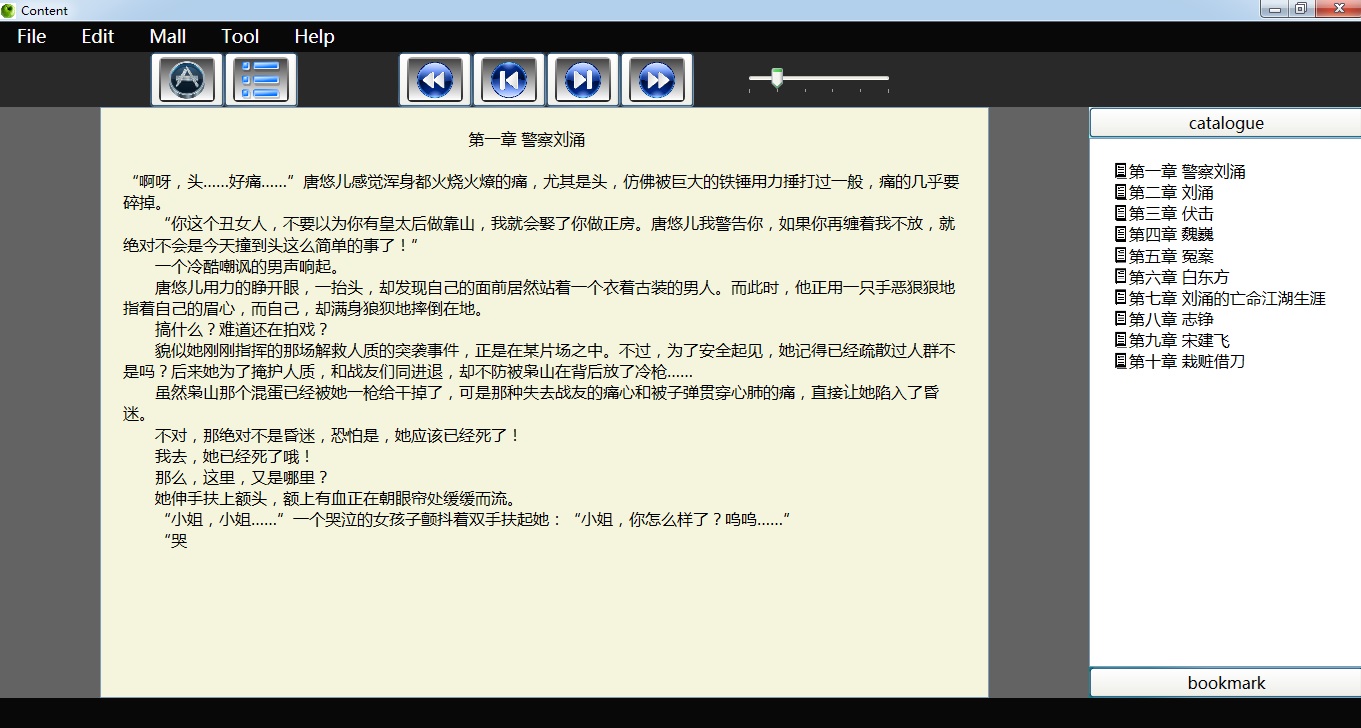 Content
File Edit Mall Tool Help
第一章 警察刘涌
“啊呀，头……好痛……”唐悠儿感觉浑身都火烧火燎的痛，尤其是头，仿佛被巨大的铁锤用力捶打过一般，痛的几乎要
碎掉。
“你这个丑女人，不要以为你有皇太后做靠山，我就会娶了你做正房。唐悠儿我警告你，如果你再缠着我不放，就
绝对不会是今天撞到头这么简单的事了！“
一个冷酷嘲讽的男声响起。
唐悠儿用力的睁开眼，一抬头，却发现自己的面前居然站着一个衣着古装的男人。而此时，他正用一只手恶狠狠地
指着自己的眉心，而自己，却满身狼狈地摔倒在地。
搞什么？难道还在拍戏？
貌似她刚刚指挥的那场解救人质的突袭事件，正是在某片场之中。不过，为了安全起见，她记得已经疏散过人群不
是吗？后来她为了掩护人质，和战友们同进退，却不防被枭山在背后放了冷枪……
虽然枭山那个混蛋已经被她一枪给干掉了，可是那种失去战友的痛心和被子弹贯穿心肺的痛，直接让她陷入了昏
迷。
不对，那绝对不是昏迷，恐怕是，她应该已经死了！
我去，她已经死了哦！
那么，这里，又是哪里？
她伸手扶上额头，额上有血正在朝眼帘处缓缓而流。
“小姐，小姐……”一个哭泣的女孩子颤抖着双手扶起她：“小姐，你怎么样了？呜呜……”
“哭
catalogue
第一章 警察刘涌
第二章 刘涌
第三章 伏击
第四章 魏巍
第五章 冤案
第六章 白东方
第七章 刘涌的亡命江湖生涯
第八章 志铮
第九章 宋建飞
第十章 栽赃借刀
bookmark